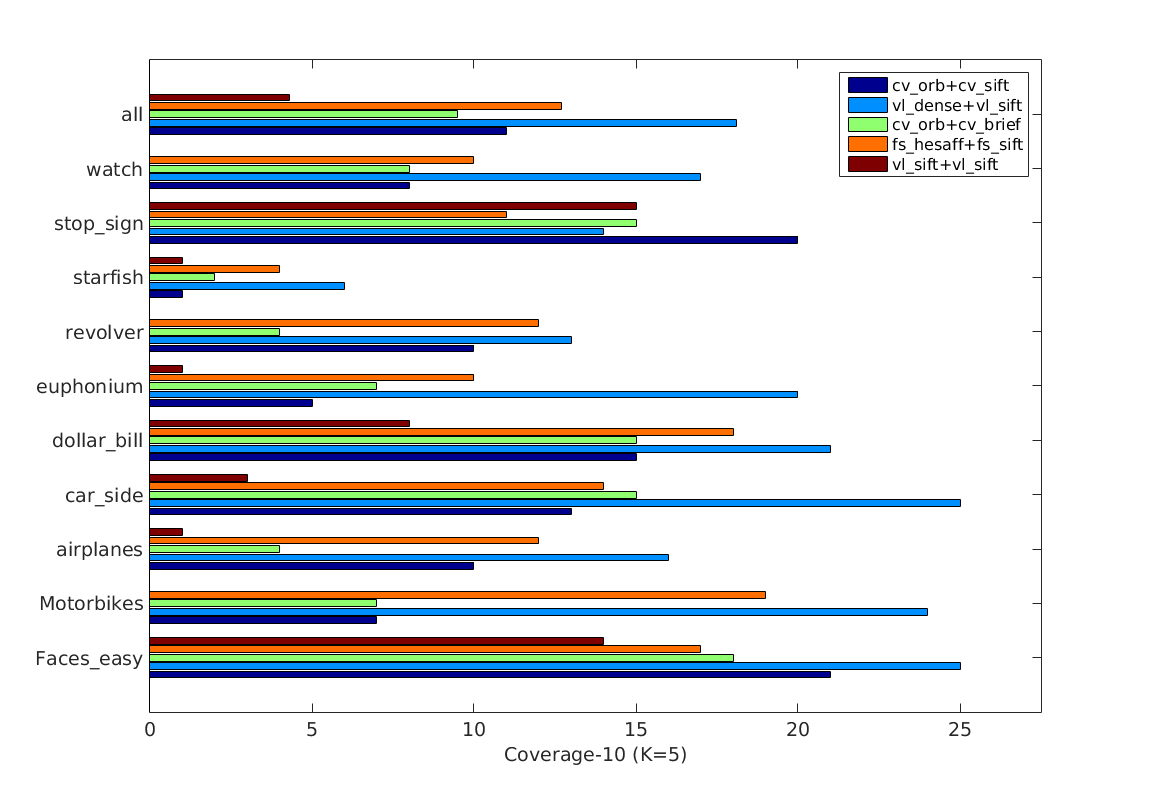 cv_orb+cv_sift
vl_dense+vl_sift
cv_orb+cv_brief
fs_hesaff+fs_sift
vl_sift+vl_sift
all
watch
stop_sign
starfish
revolver
euphonium
dollar_bill
car_side
airplanes
Motorbikes
Faces_easy
0 5 10 15 20 25
Coverage-10 (K=5)